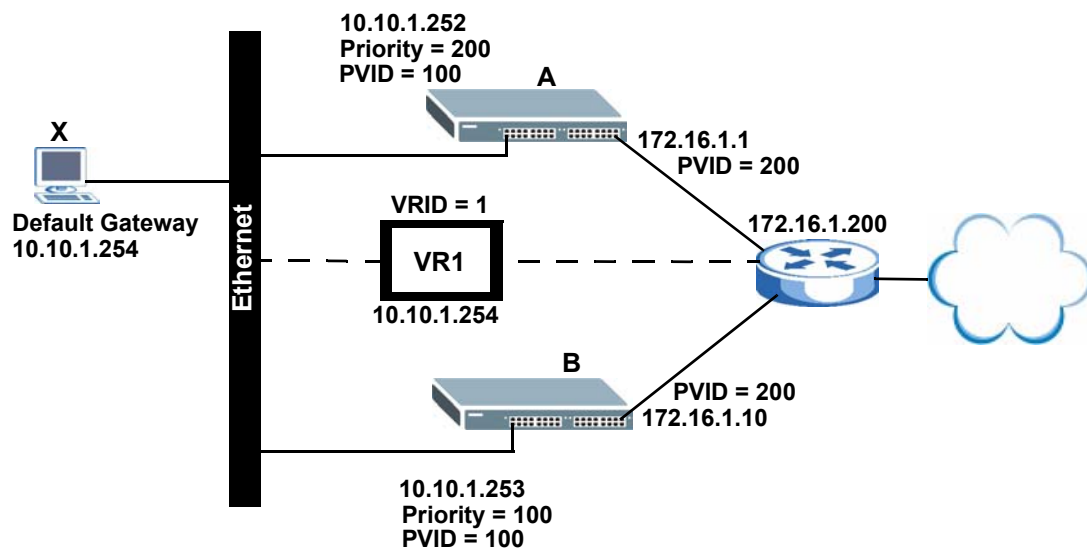 10.10.1.252
Priority = 200
PVID = 100
A
X
172.16.1.1
PVID = 200
Default Gateway
10.10.1.254
Ethernet
VRID = 1
VR1
10.10.1.254
172.16.1.200
B
PVID = 200
172.16.1.10
10.10.1.253
Priority = 100
PVID = 100